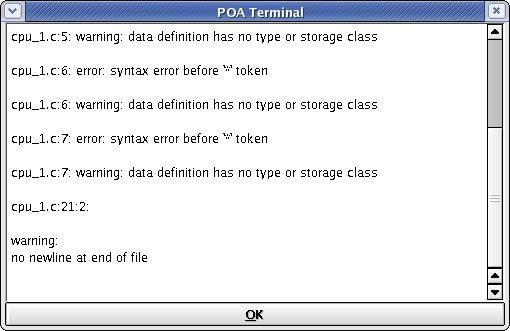 POA Terminal
cpu_1.c:5: warning: data definition has no type or storage class
cpu_1.c:6: error: syntax error before '*' token
cpu_1.c:6: warning: data definition has no type or storage class
cpu_1.c:7: error: syntax error before '*' token
cpu_1.c:7: warning: data definition has no type or storage class
cpu_1.c:21:2:
warning:
no newline at end of file
OK